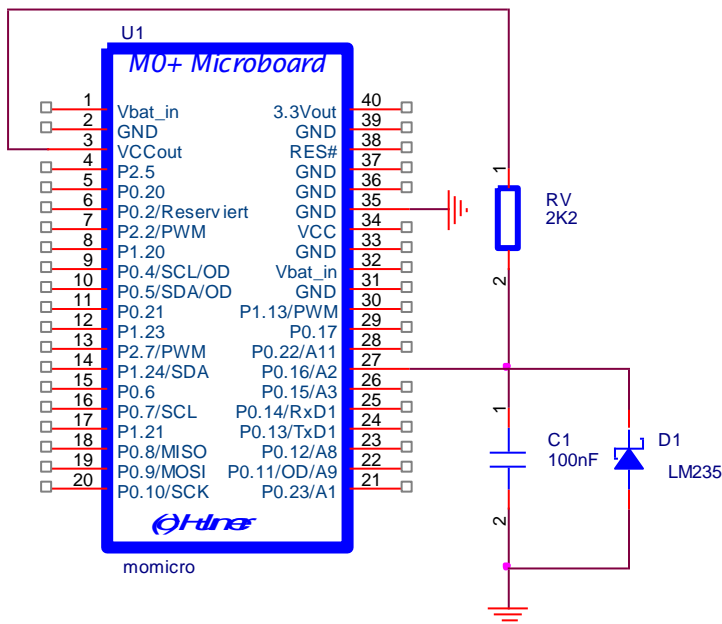 U1
M0+ Microboard
1 Vbat_in 3.3Vout 40
2 GND GND 39
3 VCCout RES# 38
4 P2.5 GND 37
5 P0.20 GND 36
6 P0.2/Reserviert GND 35
7 P2.2/PWM VCC 34
8 P1.20 GND 33
9 P0.4/SCL/OD Vbat_in 32
10 P0.5/SDA/OD GND 31
11 P0.21 P1.13/PWM 30
12 P1.23 P0.17 29
13 P2.7/PWM P0.22/A11 28
14 P1.24/SDA P0.16/A2 27
15 P0.6 P0.15/A3 26
16 P0.7/SCL P0.14/RxD1 25
17 P1.21 P0.13/TxD1 24
18 P0.8/MISO P0.12/A8 23
19 P0.9/MOSI P0.11/OD/A9 22
20 P0.10/SCK P0.23/A1 21
momicro
1
RV
2K2
2
1
C1
100nF
2
D1
LM235